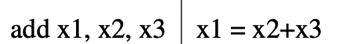 add x1, x2, x3 x1 = x2+x3